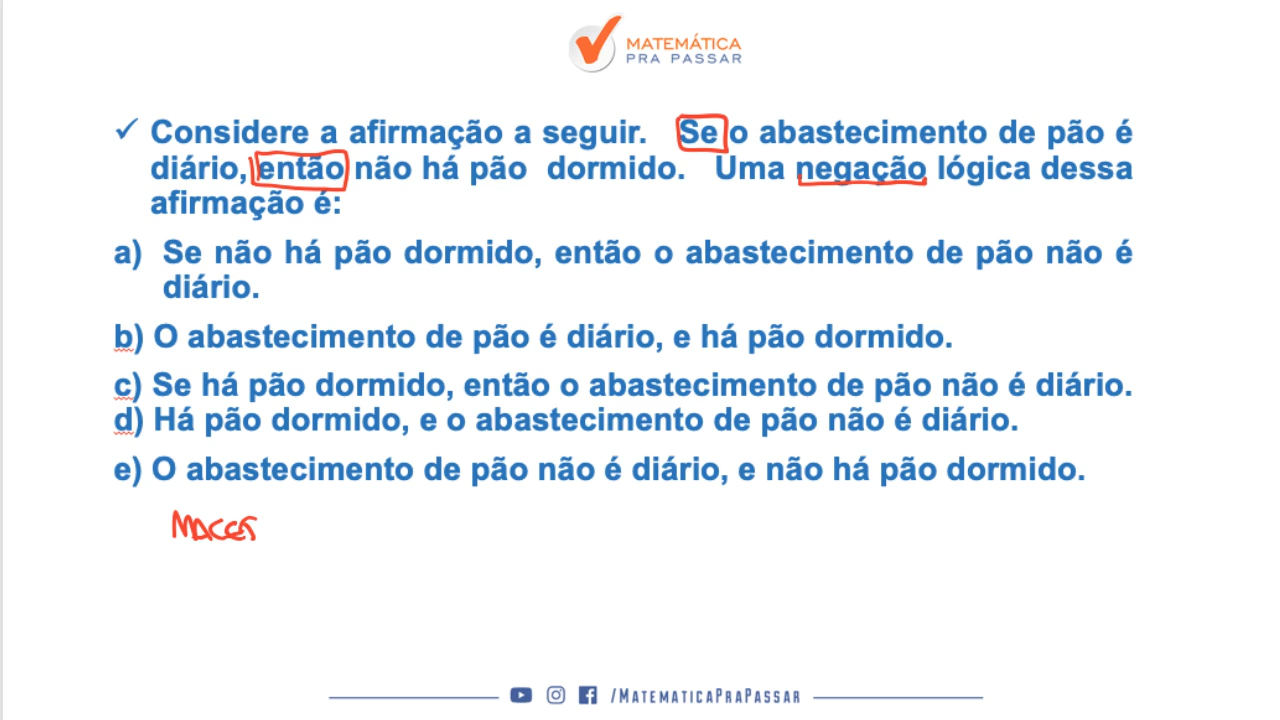 MATEMÁTICA
PRA PASSAR
✓ Considere a afirmação a seguir. Se o abastecimento de pão é
diário, então não há pão dormido. Uma negação lógica dessa
afirmação é:
a) Se não há pão dormido, então o abastecimento de pão não é
diário.
b) O abastecimento de pão é diário, e há pão dormido.
c) Se há pão dormido, então o abastecimento de pão não é diário.
d) Há pão dormido, e o abastecimento de pão não é diário.
e) O abastecimento de pão não é diário, e não há pão dormido.
/MATEMATICAPRAPASSAR